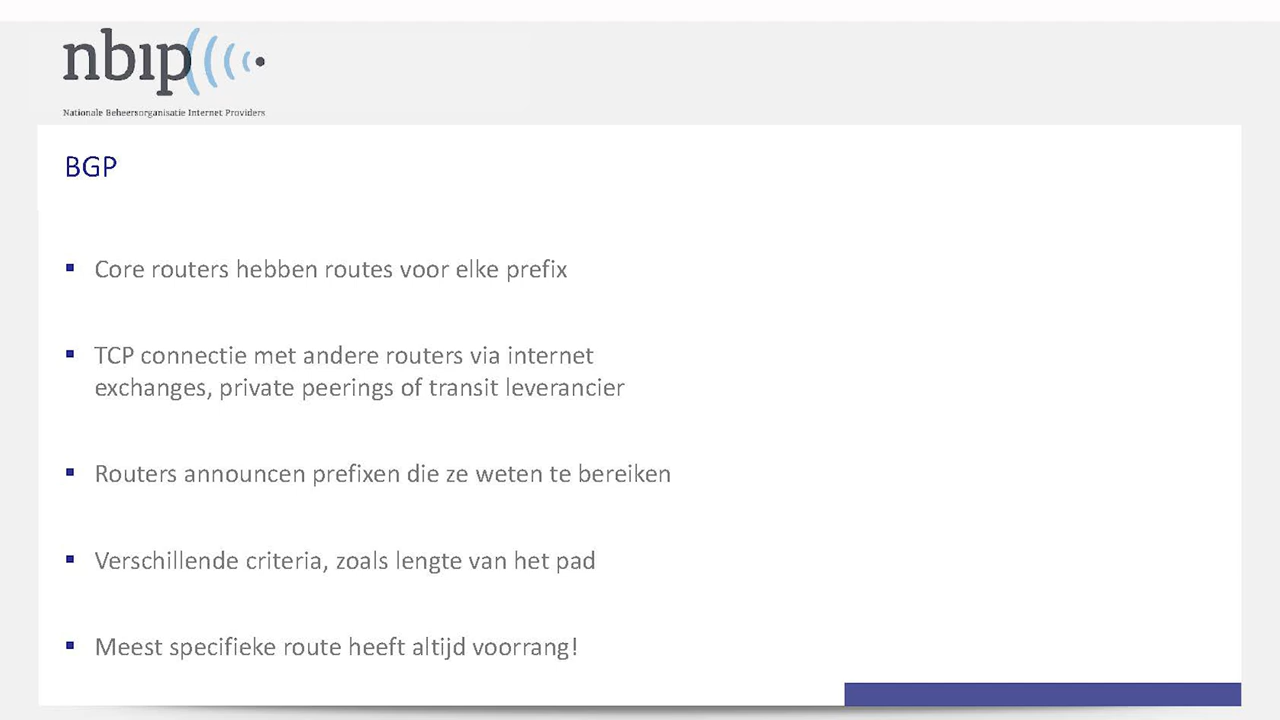 nbip
Nationale Beheersorganisatie Internet Providers
BGP
Core routers hebben routes voor elke prefix
TCP connectie met andere routers via internet
exchanges, private peerings of transit leverancier
Routers announcen prefixen die ze weten te bereiken
Verschillende criteria, zoals lengte van het pad
Meest specifieke route heeft altijd voorrang!